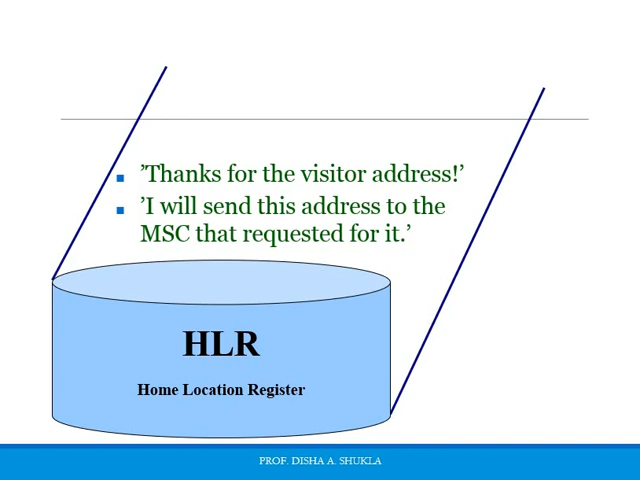 ’Thanks for the visitor address!’
’I will send this address to the
MSC that requested for it.’
HLR
Home Location Register
PROF. DISHA A. SHUKLA